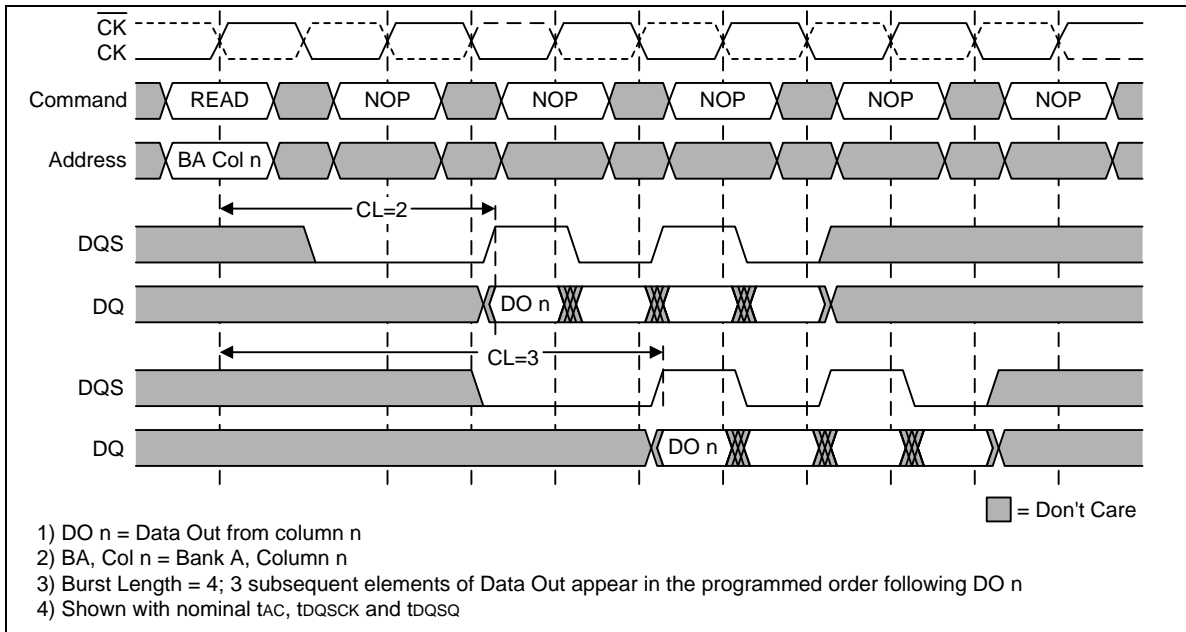 CK
CK
Command READ NOP NOP NOP NOP NOP
Address BA Col n
CL=2
DQS
DQ DO n
CL=3
DQS
DQ DO n
= Don't Care
1) DO n = Data Out from column n
2) BA, Col n = Bank A, Column n
3) Burst Length = 4; 3 subsequent elements of Data Out appear in the programmed order following DO n
4) Shown with nominal tAC, tDQSCK and tDQSQ